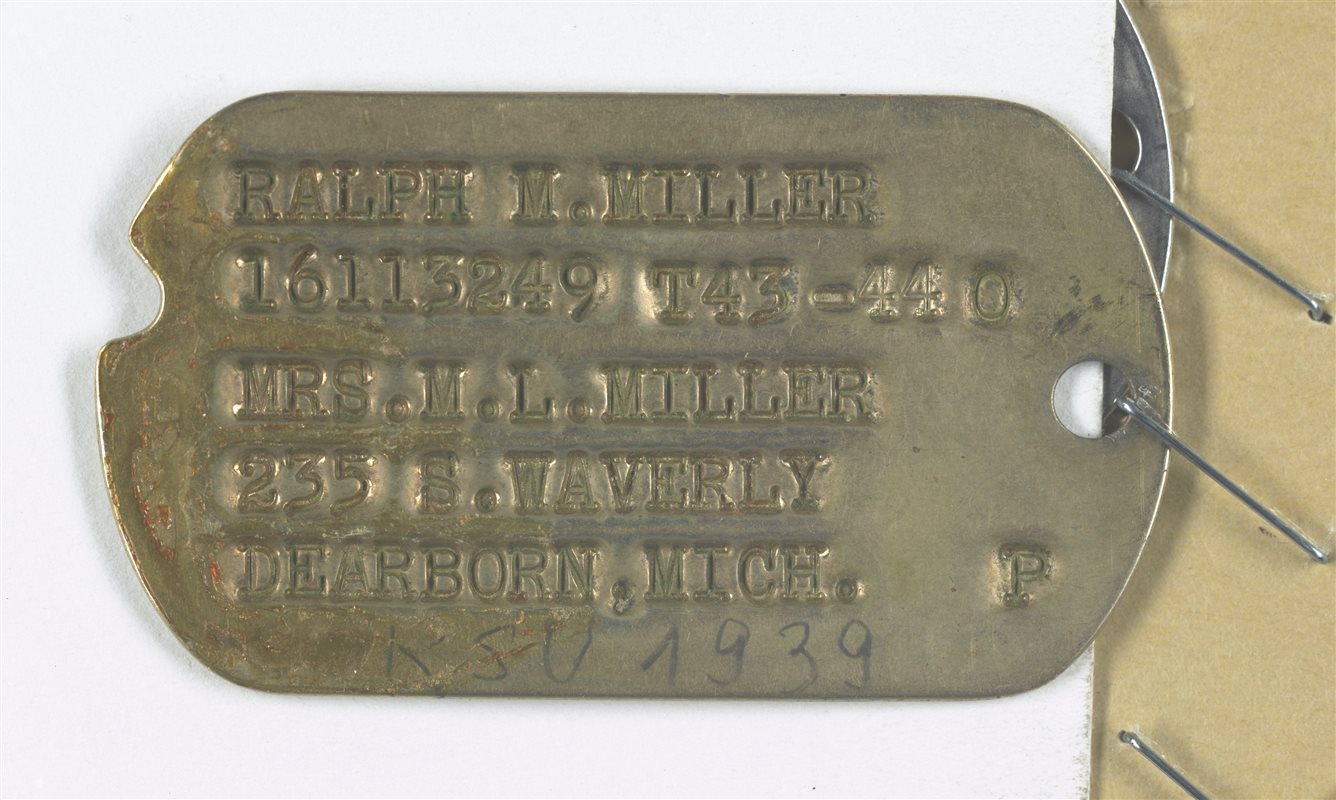 RALPH M.MILLER
16113249 T43-44 O
MRS.M.L.MILLER
235 S.WAVERLY
DEARBORN,MICH. P
KSU 1939